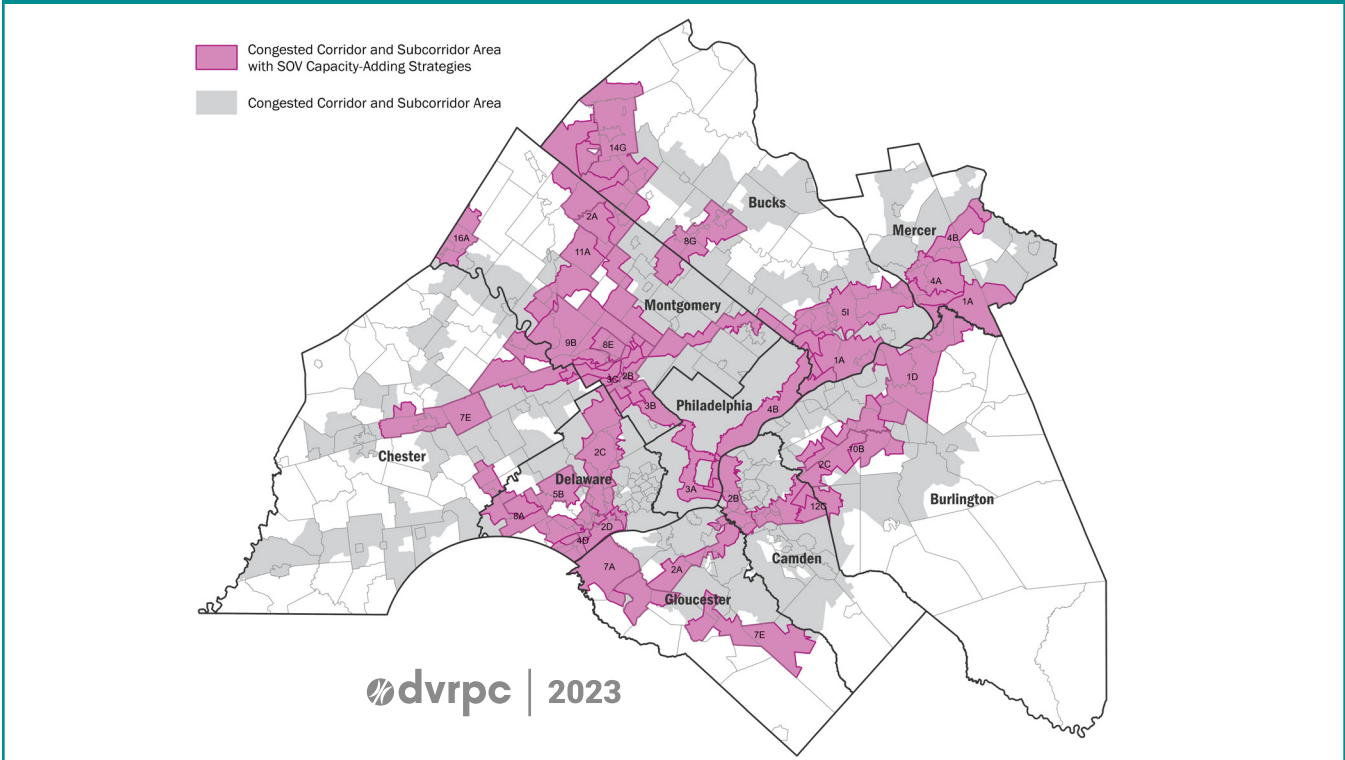 Congested Corridor and Subcorridor Area
with SOV Capacity-Adding Strategies
Congested Corridor and Subcorridor Area
14G
Bucks
2A
16A
8G
Mercer
4B
11A
4A
1A
Montgomery
5I
9B
8E
1A
3C
2B
1D
3B
Philadelphia
4B
7E
10B
Chester
2C
2C
Delaware
3A
5B
2B
Burlington
12C
8A
2D
4D
Camden
7A
2A
Gloucester
7E
dvrpc | 2023